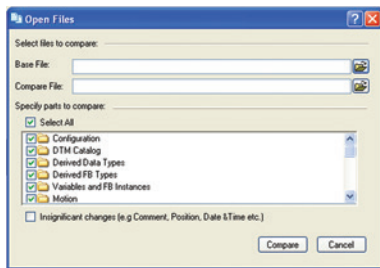 Open Files
Select files to compare:
Base File:
Compare File:
Specify parts to compare:
Select All
Configuration
DTM Catalog
Derived Data Types
Derived FB Types
Variables and FB Instances
Motion
Insignificant changes (e.g Comment, Position, Date &Time etc.)
Compare Cancel